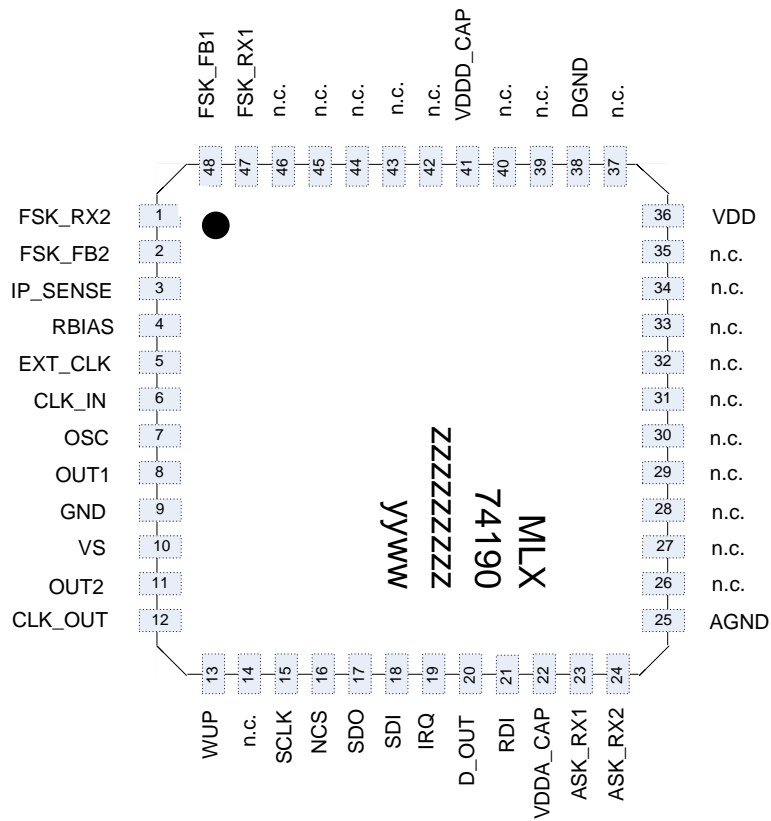 FSK_FB1
FSK_RX1
n.c.
n.c.
n.c.
n.c.
n.c.
VDDD_CAP
n.c.
n.c.
DGND
n.c.
48
47
46
45
44
43
42
41
40
39
38
37
FSK_RX2 1
FSK_FB2 2
IP_SENSE 3
RBIAS 4
EXT_CLK 5
CLK_IN 6
OSC 7
OUT1 8
GND 9
VS 10
OUT2 11
CLK_OUT 12
36 VDD
35 n.c.
34 n.c.
33 n.c.
32 n.c.
31 n.c.
30 n.c.
29 n.c.
28 n.c.
27 n.c.
26 n.c.
25 AGND
MLX
74190
zzzzzzzzzz
yyww
13
14
15
16
17
18
19
20
21
22
23
24
WUP
n.c.
SCLK
NCS
SDO
SDI
IRQ
D_OUT
RDI
VDDA_CAP
ASK_RX1
ASK_RX2